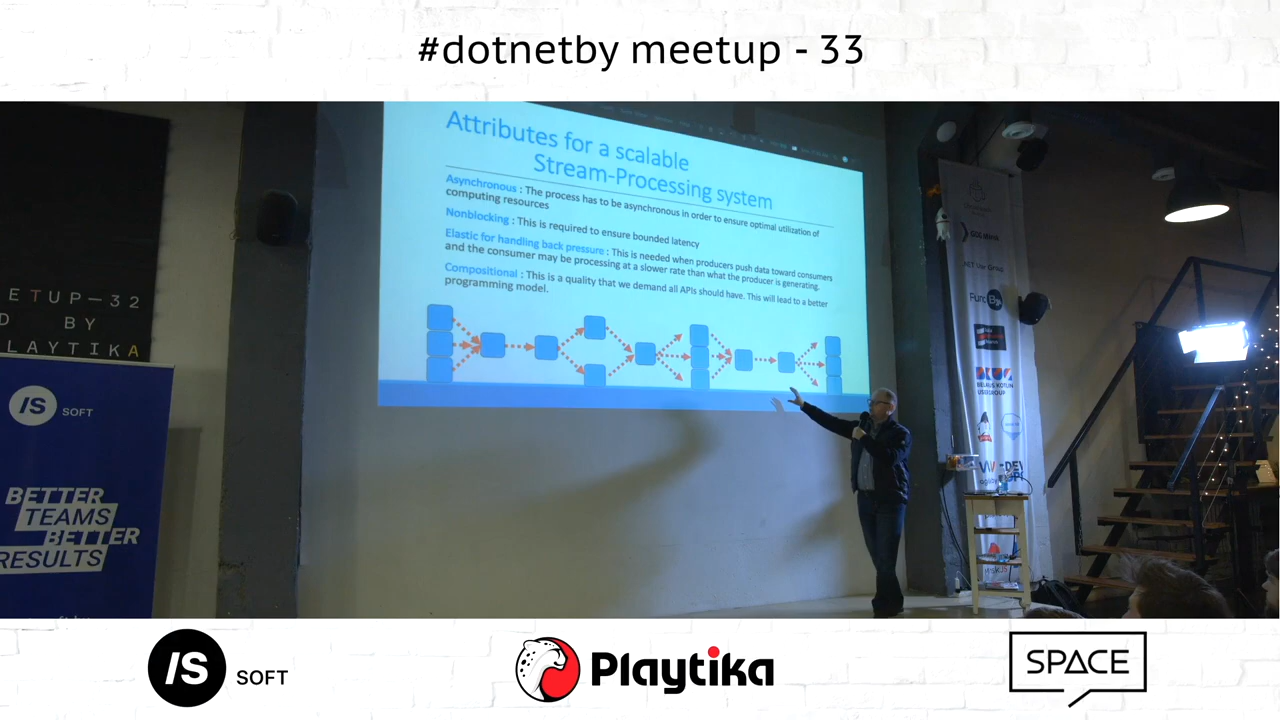 #dotnetby meetup - 33
Attributes for a scalable
Stream-Processing system
Asynchronous : The process has to be asynchronous in order to ensure optimal utilization of
computing resources
Nonblocking : This is required to ensure bounded latency
Elastic for handling back pressure : This is needed when producers push data toward consumers
and the consumer may be processing at a slower rate than what the producer is generating.
Compositional : This is a quality that we demand all APIs should have. This will lead to a better
programming model.
ETUP-32
D BY
LAYTIKA
/S SOFT
BETTER
TEAMS
BETTER
RESULTS
/S SOFT
Playtika
SPACE